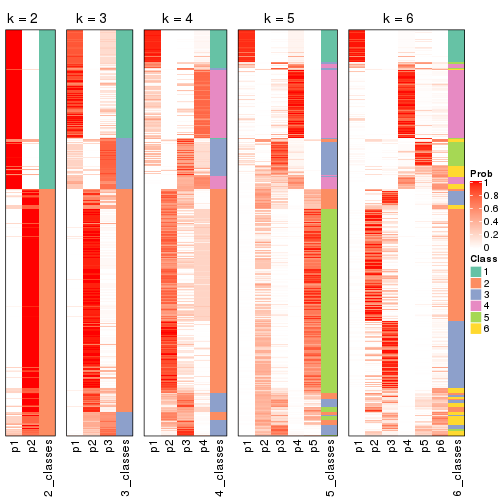 k = 2
k = 3
k = 4
k = 5
k = 6
p1
p2
2_classes
p1
p2
p3
3_classes
p1
p2
p3
p4
4_classes
p1
p2
p3
p4
p5
5_classes
p1
p2
p3
p4
p5
p6
6_classes
Prob
1
0.8
0.6
0.4
0.2
0
Class
1
2
3
4
5
6